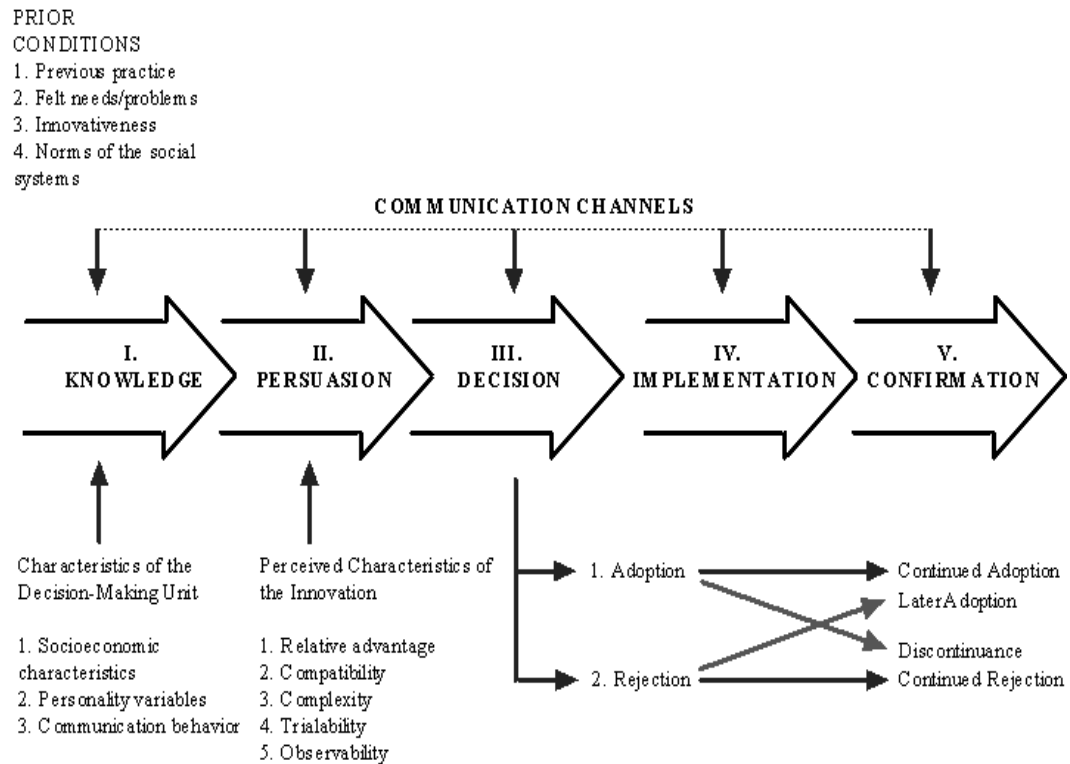 PRIOR
CONDITIONS
1. Previous practice
2. Felt needs/problems
3. Innovativeness
4. Norms of the social
systems
COMMUNICATION CHANNELS
I.
KNOWLEDGE
II.
PERSUASION
III.
DECISION
IV.
IMPLEMENTATION
V.
CONFIRMATION
Characteristics of the
Decision-Making Unit
1. Socioeconomic
characteristics
2. Personality variables
3. Communication behavior
Perceived Characteristics of
the Innovation
1. Relative advantage
2. Compatibility
3. Complexity
4. Trialability
5. Observability
1. Adoption
2. Rejection
Continued Adoption
Later Adoption
Discontinuance
Continued Rejection